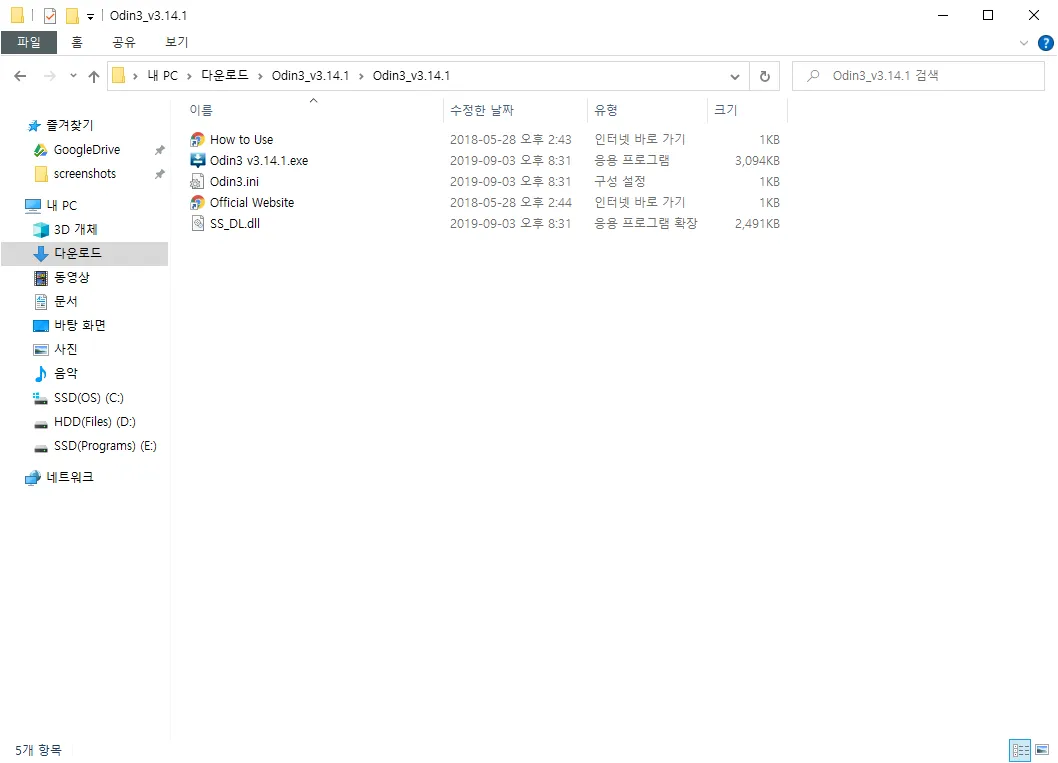 Odin3_v3.14.1
파일 홈 공유 보기
내 PC 다운로드 Odin3_v3.14.1 Odin3_v3.14.1
Odin3_v3.14.1 검색
이름 수정한 날짜 유형 크기
How to Use 2018-05-28 오후 2:43 인터넷 바로 가기 1KB
Odin3 v3.14.1.exe 2019-09-03 오후 8:31 응용 프로그램 3,094KB
Odin3.ini 2019-09-03 오후 8:31 구성 설정 1KB
Official Website 2018-05-28 오후 2:44 인터넷 바로 가기 1KB
SS_DL.dll 2019-09-03 오후 8:31 응용 프로그램 확장 2,491KB
즐겨찾기
GoogleDrive
screenshots
내 PC
3D 개체
다운로드
동영상
문서
바탕 화면
사진
음악
SSD(OS) (C:)
HDD(Files) (D:)
SSD(Programs) (E:)
네트워크
5개 항목